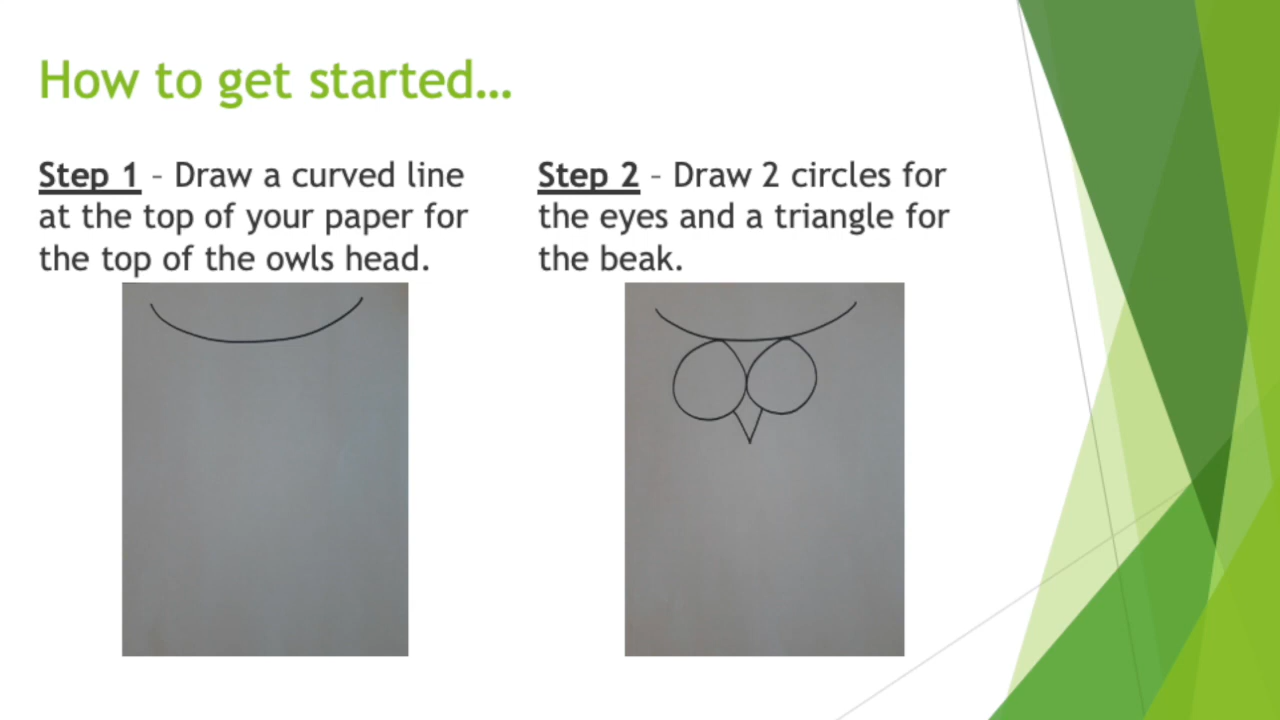 How to get started…
Step 1 – Draw a curved line
at the top of your paper for
the top of the owls head.
Step 2 – Draw 2 circles for
the eyes and a triangle for
the beak.